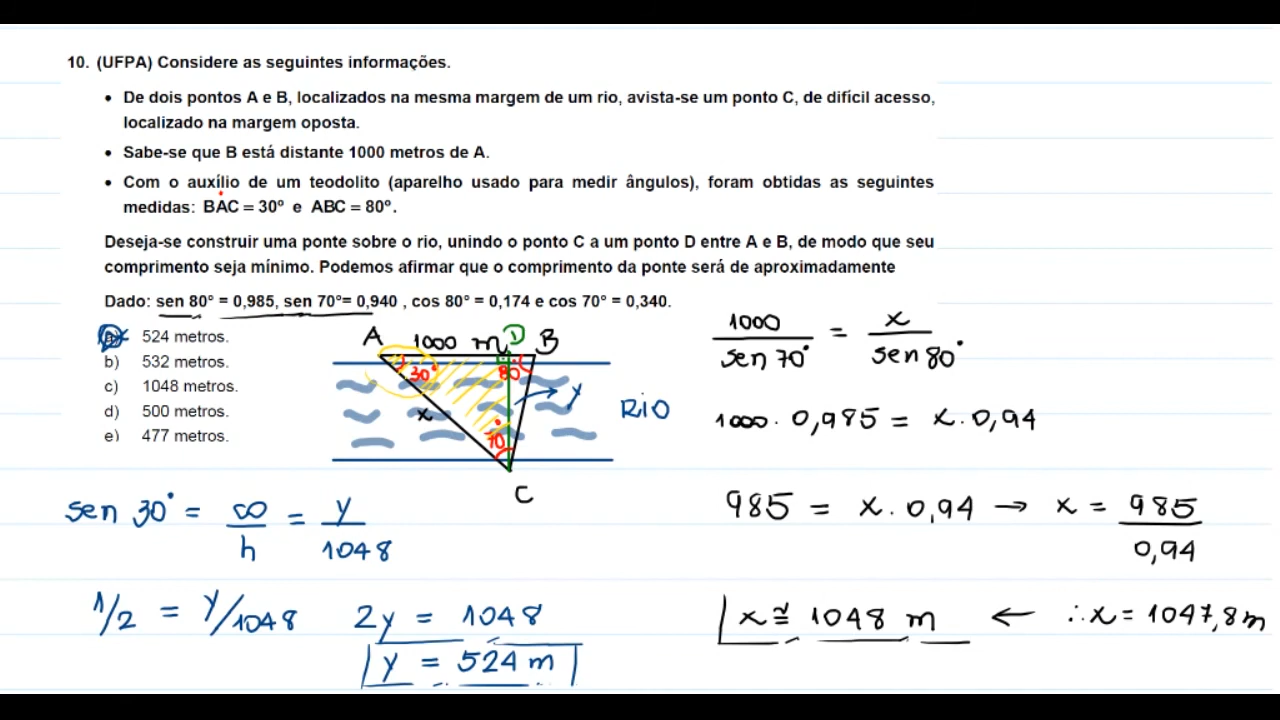 10. (UFPA) Considere as seguintes informações.
• De dois pontos A e B, localizados na mesma margem de um rio, avista-se um ponto C, de difícil acesso,
localizado na margem oposta.
• Sabe-se que B está distante 1000 metros de A.
• Com o auxílio de um teodolito (aparelho usado para medir ângulos), foram obtidas as seguintes
medidas: BAC = 30º e ABC = 80º.
Deseja-se construir uma ponte sobre o rio, unindo o ponto C a um ponto D entre A e B, de modo que seu
comprimento seja mínimo. Podemos afirmar que o comprimento da ponte será de aproximadamente
Dado: sen 80° = 0,985, sen 70°= 0,940 , cos 80° = 0,174 e cos 70° = 0,340.
a) 524 metros.
b) 532 metros.
c) 1048 metros.
d) 500 metros.
e) 477 metros.
A 1000 m D B
30° 80°
x y RIO
70°
C
1000 / sen 70° = x / sen 80°
1000 . 0,985 = x . 0,94
985 = x . 0,94 → x = 985 / 0,94
x ≅ 1048 m ← ∴ x = 1047,8 m
sen 30° = co / h = y / 1048
1/2 = y/1048 2y = 1048
y = 524 m